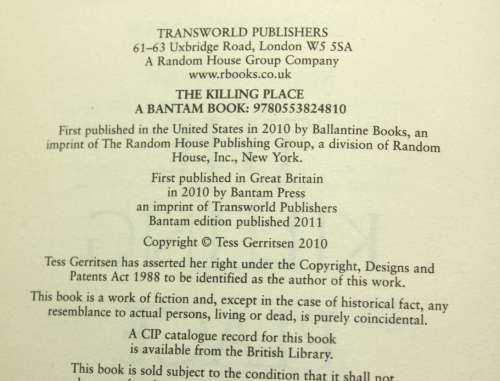 TRANSWORLD PUBLISHERS
61–63 Uxbridge Road, London W5 5SA
A Random House Group Company
www.rbooks.co.uk
THE KILLING PLACE
A BANTAM BOOK: 9780553824810
First published in the United States in 2010 by Ballantine Books, an
imprint of The Random House Publishing Group, a division of Random
House, Inc., New York.
First published in Great Britain
in 2010 by Bantam Press
an imprint of Transworld Publishers
Bantam edition published 2011
Copyright © Tess Gerritsen 2010
Tess Gerritsen has asserted her right under the Copyright, Designs and
Patents Act 1988 to be identified as the author of this work.
This book is a work of fiction and, except in the case of historical fact, any
resemblance to actual persons, living or dead, is purely coincidental.
A CIP catalogue record for this book
is available from the British Library.
This book is sold subject to the condition that it shall not